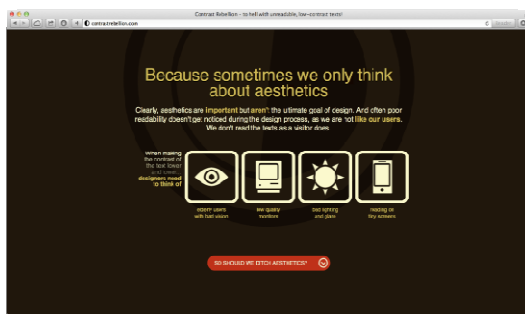 Contrast Rebellion - to hell with unreadable, low-contrast texts!
contrastrebellion.com
Reader
Because sometimes we only think
about aesthetics
Clearly, aesthetics are important but aren't the ultimate goal of design. And often poor
readability doesn't get noticed during the design process, as we are not like our users.
We don't read the texts as a visitor does.
When making
the contrast of
the text lower
and lower...
designers need
to think of
elderly users
with bad vision
low quality
monitors
bad lighting
and glare
reading on
tiny screens
SO SHOULD WE DITCH AESTHETICS?